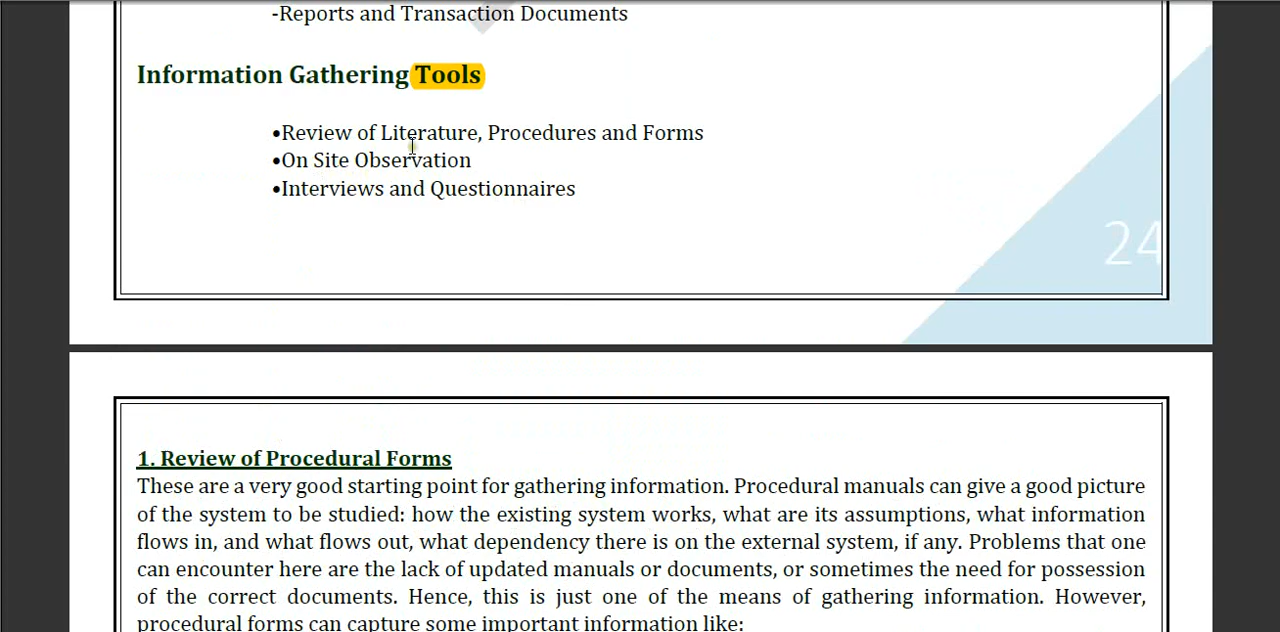 -Reports and Transaction Documents
Information Gathering Tools
•Review of Literature, Procedures and Forms
•On Site Observation
•Interviews and Questionnaires
24
1. Review of Procedural Forms
These are a very good starting point for gathering information. Procedural manuals can give a good picture
of the system to be studied: how the existing system works, what are its assumptions, what information
flows in, and what flows out, what dependency there is on the external system, if any. Problems that one
can encounter here are the lack of updated manuals or documents, or sometimes the need for possession
of the correct documents. Hence, this is just one of the means of gathering information. However,
procedural forms can capture some important information like: